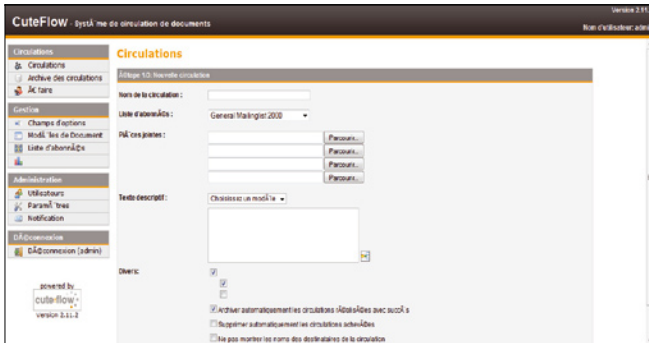 Version 2.11.
CuteFlow - SystÃ¨me de circulation de documents
Nom d'utilisateur: admi
Circulations
Circulations
Archive des circulations
Ã€ faire
Gestion
Champs d'options
ModÃ¨les de Document
Liste d'abonnÃ©s
Administration
Utilisateurs
ParamÃ¨tres
Notification
DÃ©connexion
DÃ©connexion (admin)
powered by
cuteflow
version 2.11.2
Circulations
Ã©tape 1/3: Nouvelle circulation
Nom de la circulation :
Liste d'abonnÃ©s :
General Mailinglist 2000
PiÃ¨ces jointes :
Parcourir...
Parcourir...
Parcourir...
Parcourir...
Texte descriptif :
Choisissez un modÃ¨le
Divers:
Archiver automatiquement les circulations rÃ©alisÃ©es avec succÃ¨s
Supprimer automatiquement les circulations achevÃ©es
Ne pas montrer les noms des destinataires de la circulation